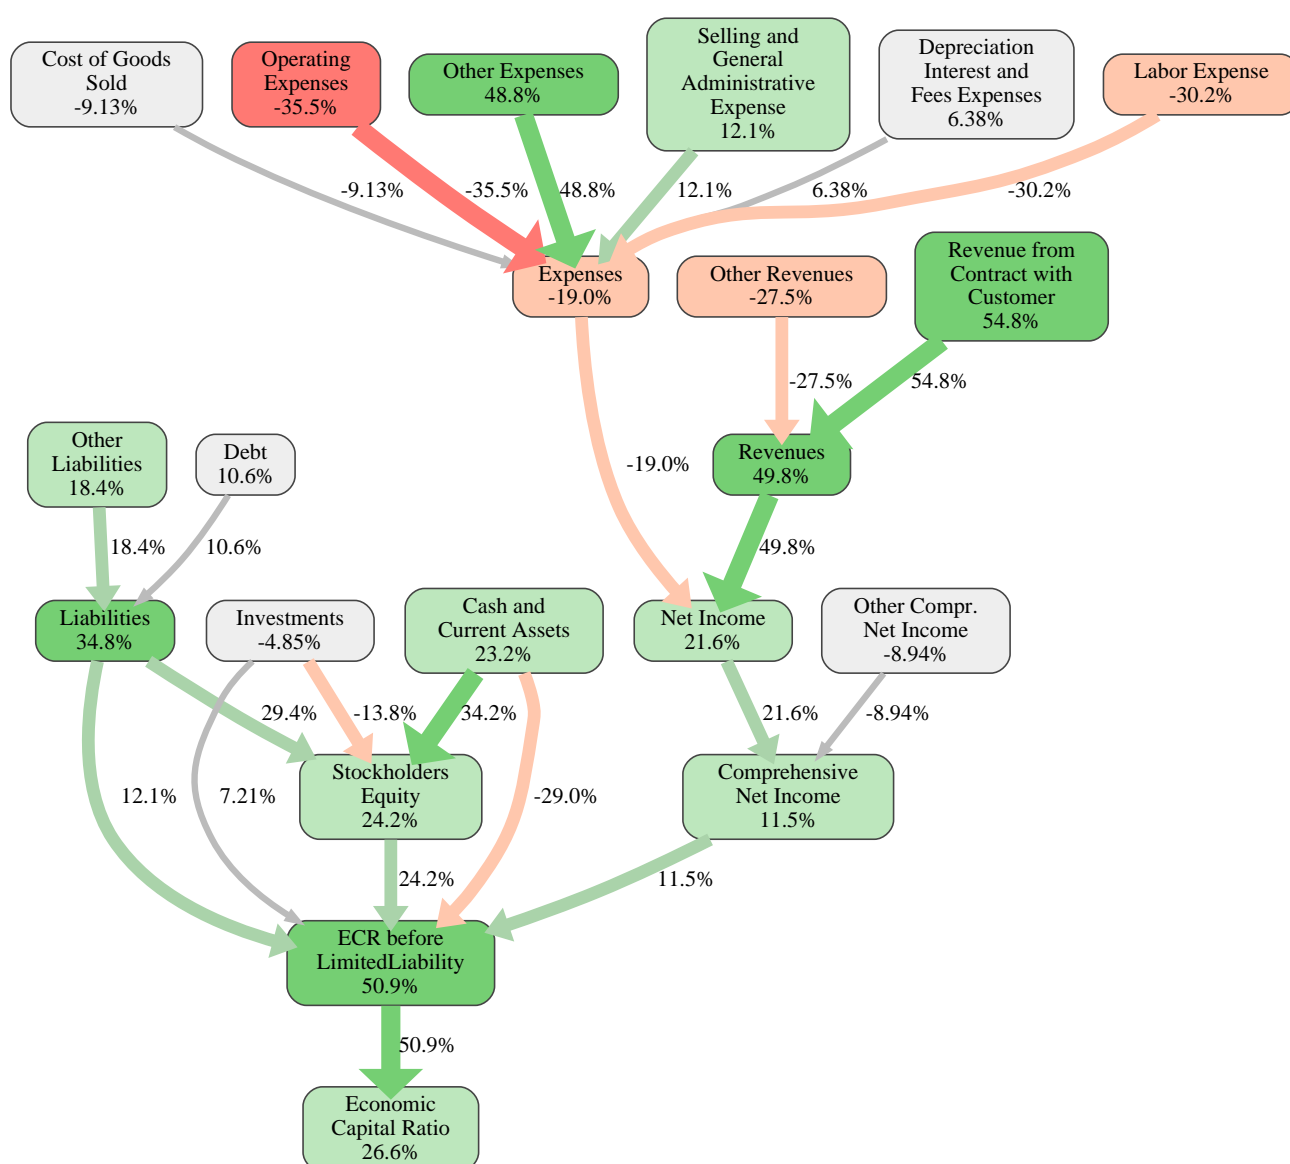 Cost of Goods
Sold
-9.13%
Operating
Expenses
-35.5%
Other Expenses
48.8%
Selling and
General
Administrative
Expense
12.1%
Depreciation
Interest and
Fees Expenses
6.38%
Labor Expense
-30.2%
-9.13%
-35.5%
48.8%
12.1%
6.38%
-30.2%
Expenses
-19.0%
Other Revenues
-27.5%
Revenue from
Contract with
Customer
54.8%
-27.5%
54.8%
Other
Liabilities
18.4%
Debt
10.6%
-19.0%
Revenues
49.8%
18.4%
10.6%
49.8%
Liabilities
34.8%
Investments
-4.85%
Cash and
Current Assets
23.2%
Net Income
21.6%
Other Compr.
Net Income
-8.94%
29.4%
-13.8%
34.2%
21.6%
-8.94%
12.1%
7.21%
Stockholders
Equity
24.2%
-29.0%
Comprehensive
Net Income
11.5%
24.2%
11.5%
ECR before
LimitedLiability
50.9%
50.9%
Economic
Capital Ratio
26.6%